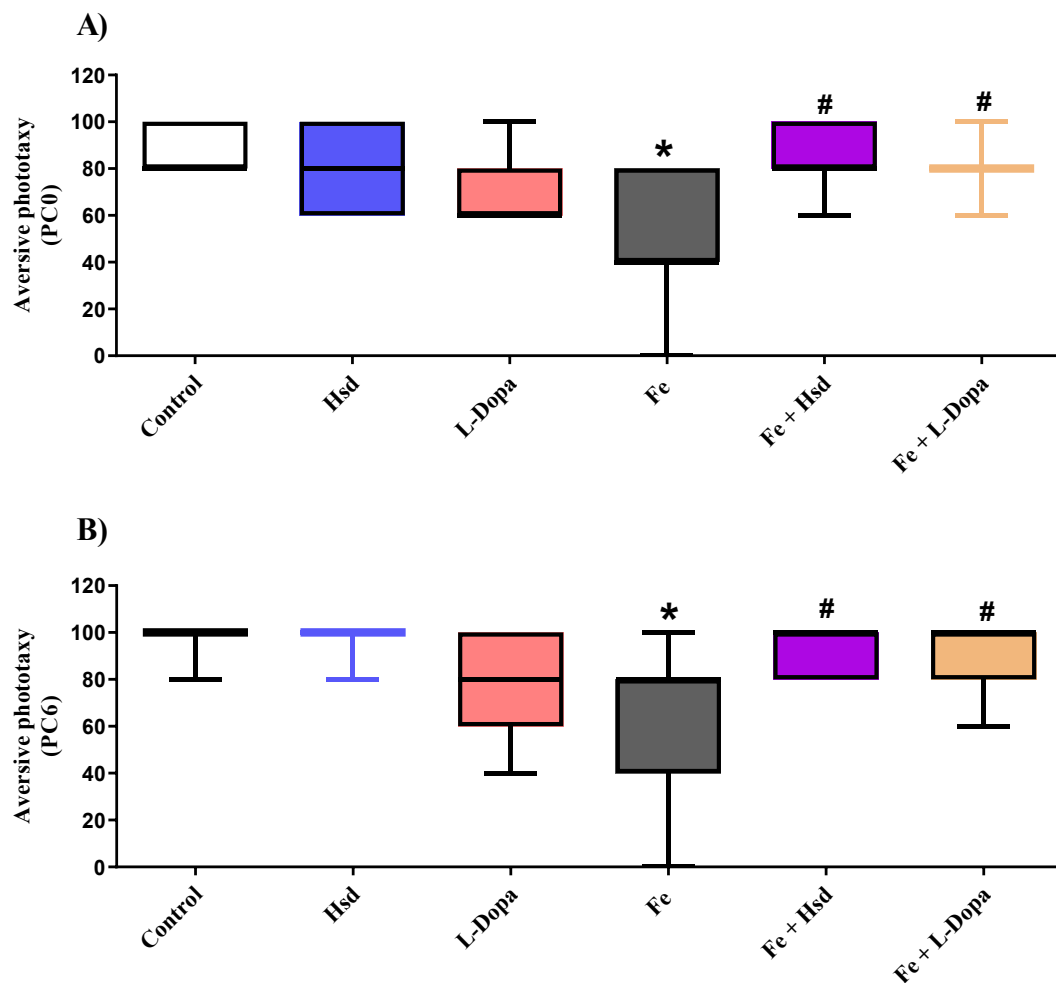 A)
Aversive phototaxy
(PC0)
120
100
80
60
40
20
0
*
#
#
Control
Hsd
L-Dopa
Fe
Fe + Hsd
Fe + L-Dopa
B)
Aversive phototaxy
(PC6)
120
100
80
60
40
20
0
*
#
#
Control
Hsd
L-Dopa
Fe
Fe + Hsd
Fe + L-Dopa